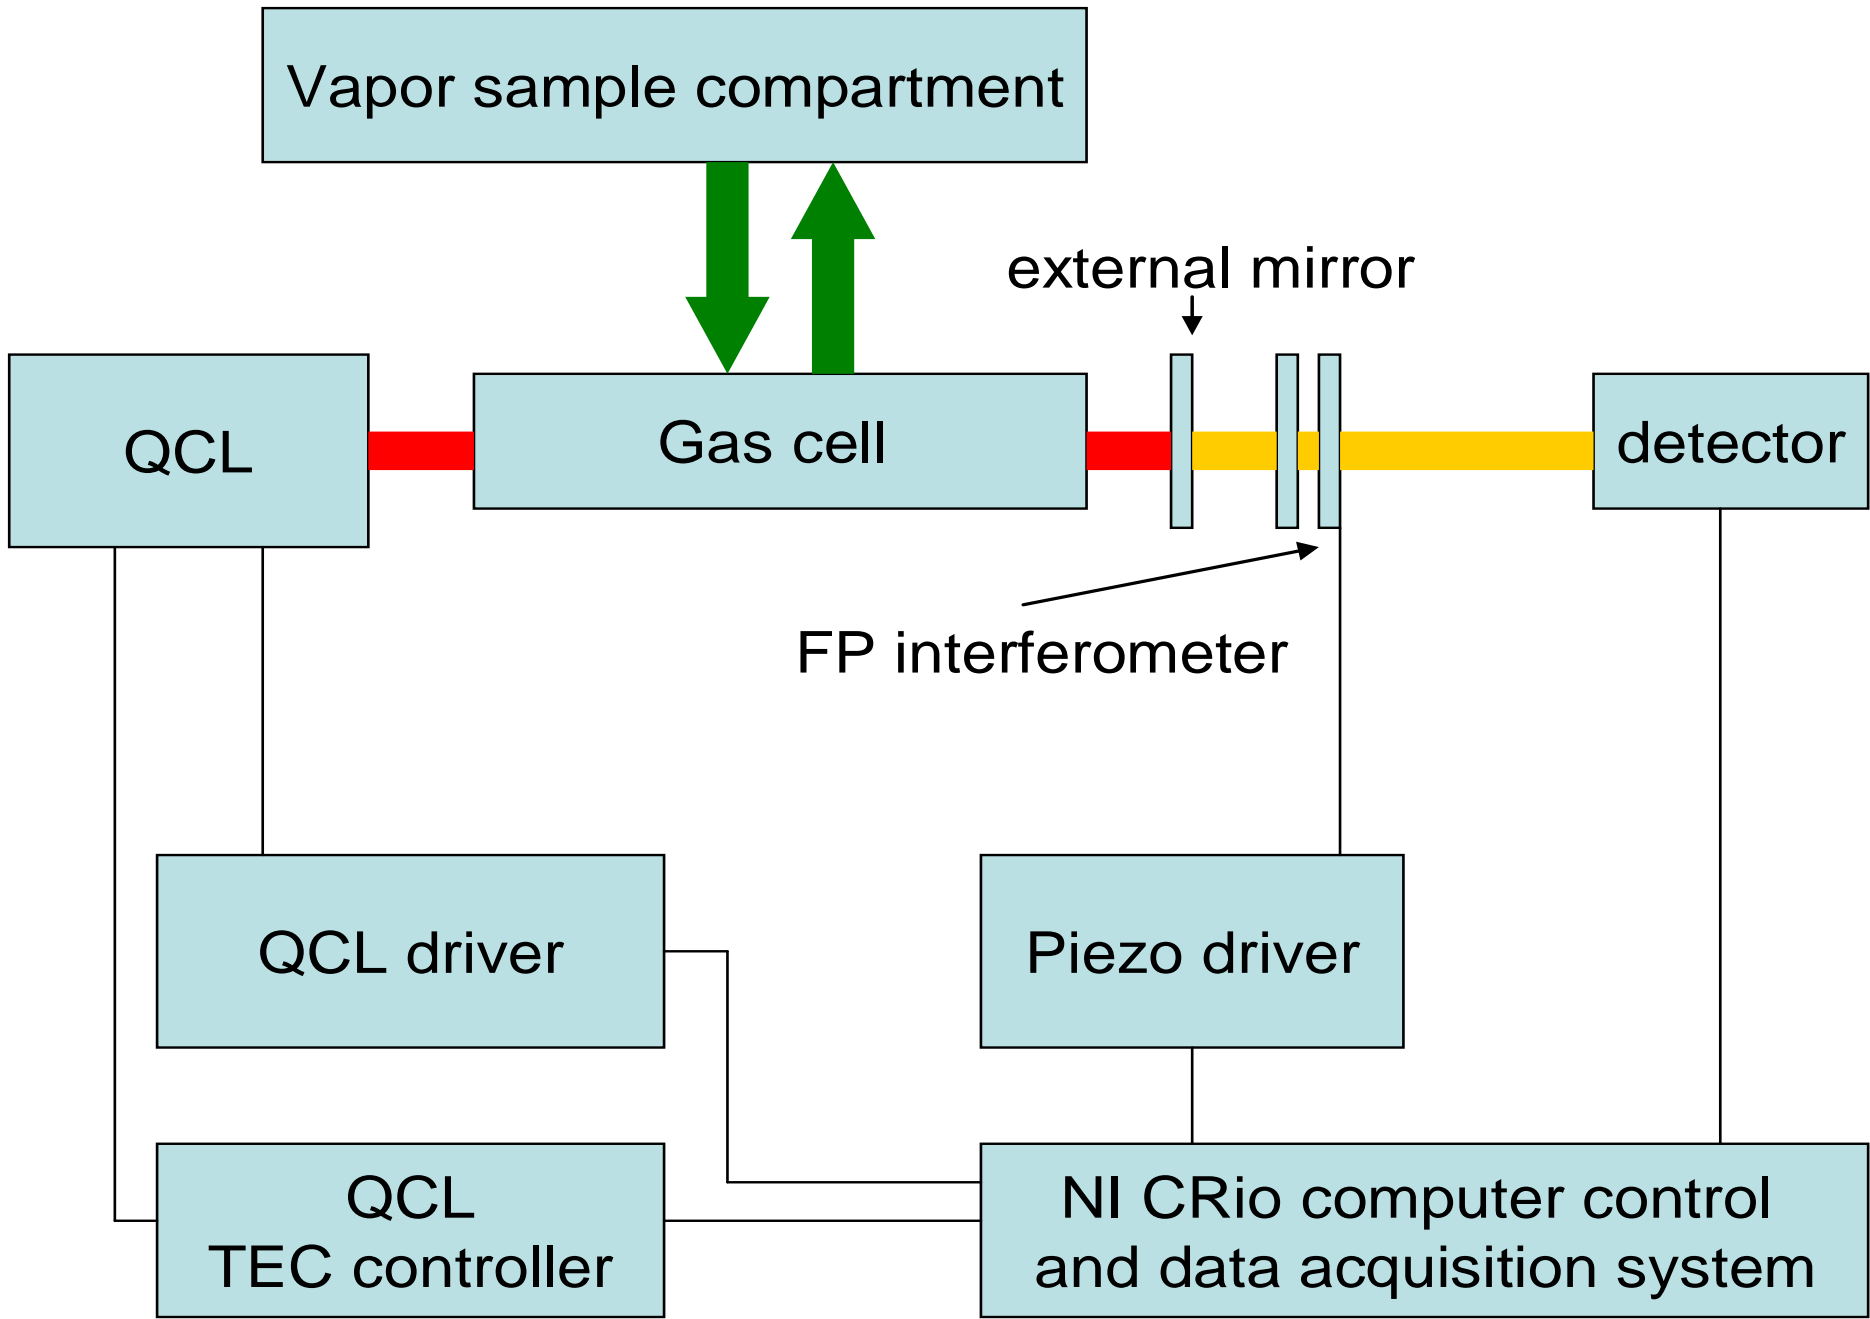 Vapor sample compartment
external mirror
QCL
Gas cell
detector
FP interferometer
QCL driver
Piezo driver
QCL
TEC controller
NI CRio computer control
and data acquisition system